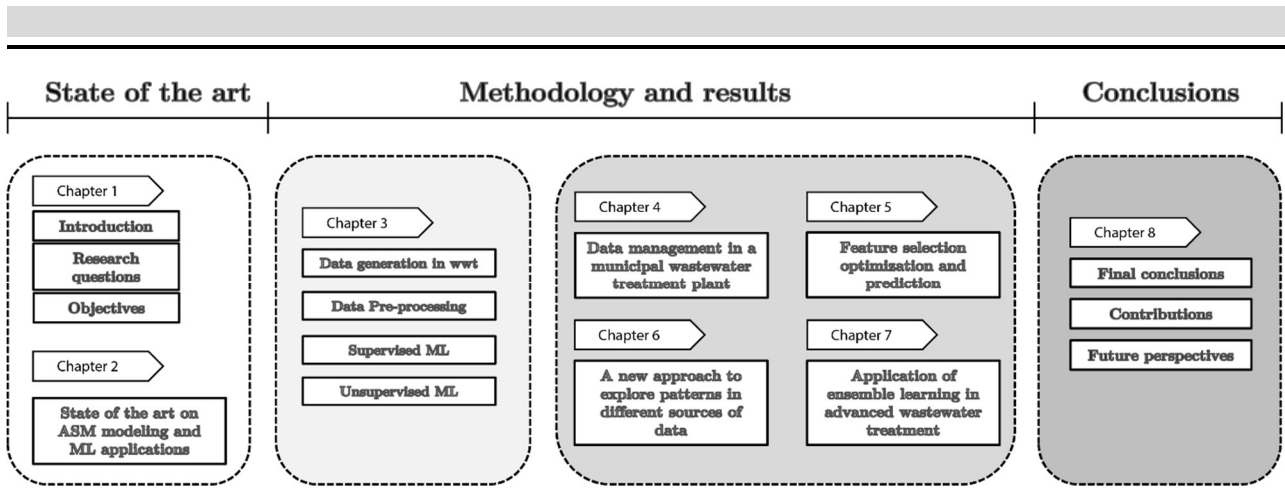 State of the art
Methodology and results
Conclusions
Chapter 1
Introduction
Research
questions
Objectives
Chapter 2
State of the art on
ASM modeling and
ML applications
Chapter 3
Data generation in wwt
Data Pre-processing
Supervised ML
Unsupervised ML
Chapter 4
Data management in a
municipal wastewater
treatment plant
Chapter 5
Feature selection
optimization and
prediction
Chapter 6
A new approach to
explore patterns in
different sources of
data
Chapter 7
Application of
ensemble learning in
advanced wastewater
treatment
Chapter 8
Final conclusions
Contributions
Future perspectives